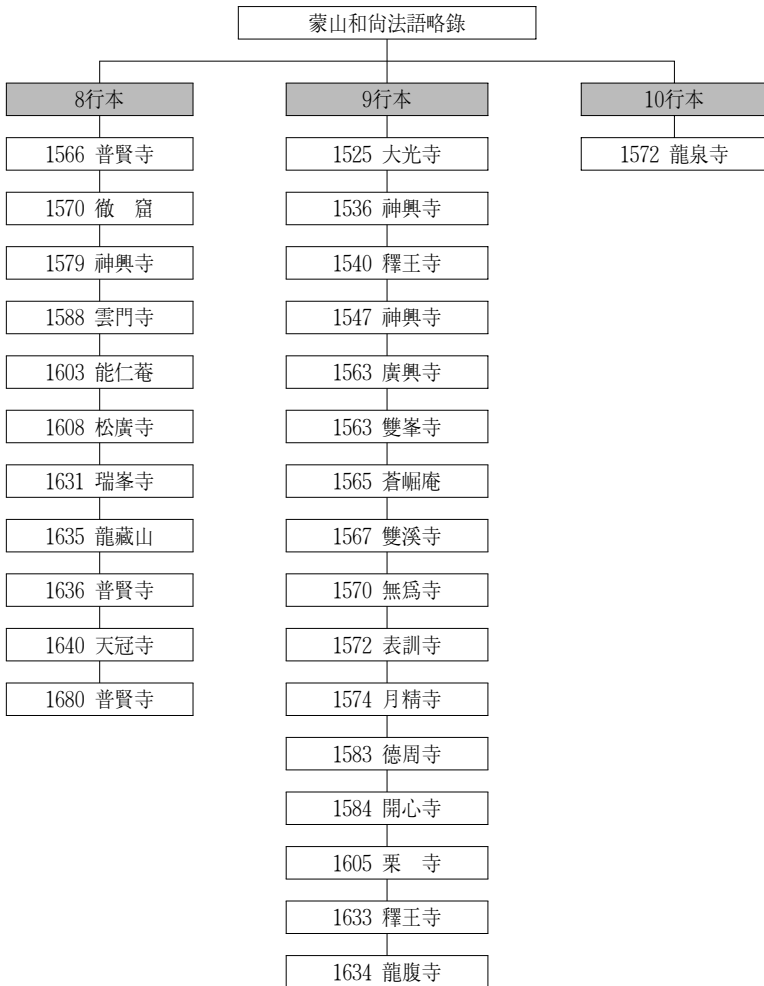 蒙山和尙法語略錄
8行本
1566 普賢寺
1570 徹　窟
1579 神興寺
1588 雲門寺
1603 能仁菴
1608 松廣寺
1631 瑞峯寺
1635 龍藏山
1636 普賢寺
1640 天冠寺
1680 普賢寺
9行本
1525 大光寺
1536 神興寺
1540 釋王寺
1547 神興寺
1563 廣興寺
1563 雙峯寺
1565 蒼崛庵
1567 雙溪寺
1570 無爲寺
1572 表訓寺
1574 月精寺
1583 德周寺
1584 開心寺
1605 栗　寺
1633 釋王寺
1634 龍腹寺
10行本
1572 龍泉寺